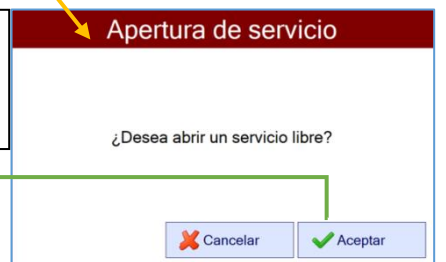 Apertura de servicio
¿Desea abrir un servicio libre?
Cancelar
Aceptar